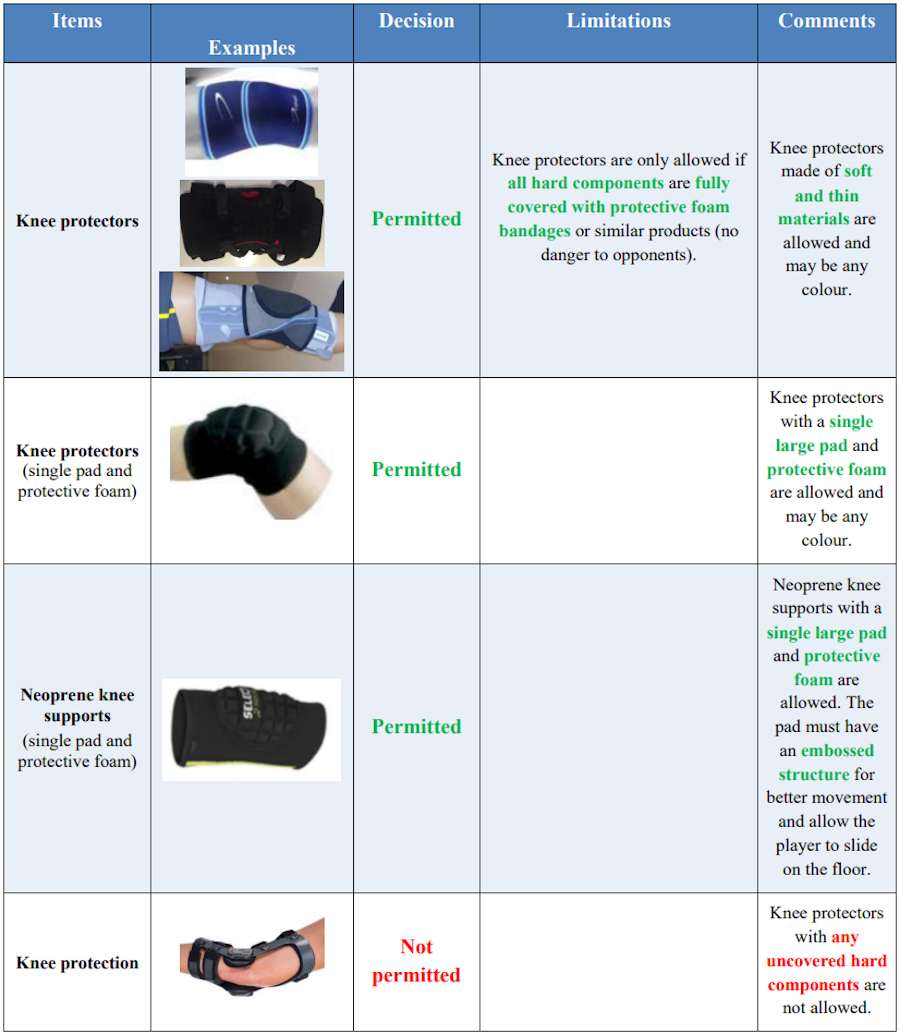 Items
Examples
Decision
Limitations
Comments
Knee protectors
Permitted
Knee protectors are only allowed if
all hard components are fully
covered with protective foam
bandages or similar products (no
danger to opponents).
Knee protectors
made of soft
and thin
materials are
allowed and
may be any
colour.
Knee protectors
(single pad and
protective foam)
Permitted
Knee protectors
with a single
large pad and
protective foam
are allowed and
may be any
colour.
Neoprene knee
supports
(single pad and
protective foam)
SELECT
Permitted
Neoprene knee
supports with a
single large pad
and protective
foam are
allowed. The
pad must have
an embossed
structure for
better movement
and allow the
player to slide
on the floor.
Knee protection
Not
permitted
Knee protectors
with any
uncovered hard
components are
not allowed.